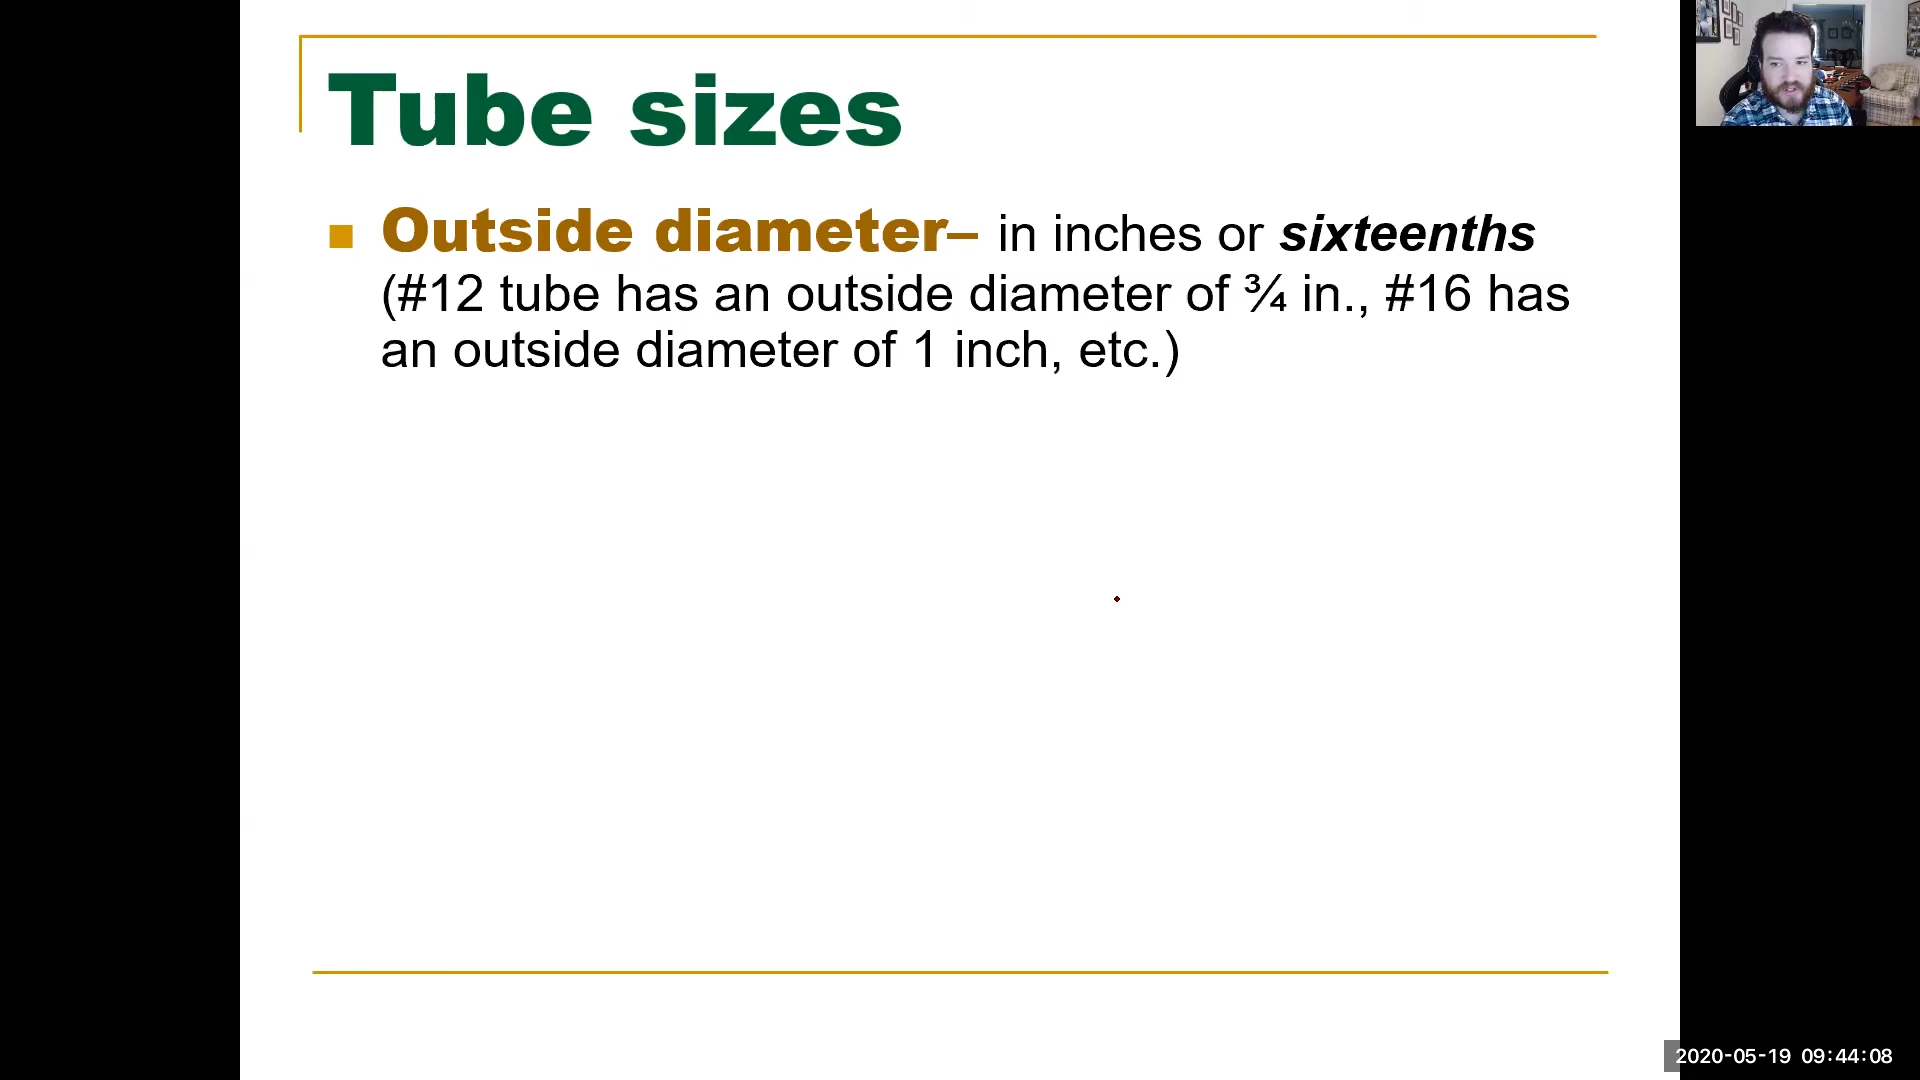 Tube sizes
Outside diameter– in inches or sixteenths
(#12 tube has an outside diameter of ¾ in., #16 has
an outside diameter of 1 inch, etc.)
2020-05-19 09:44:08